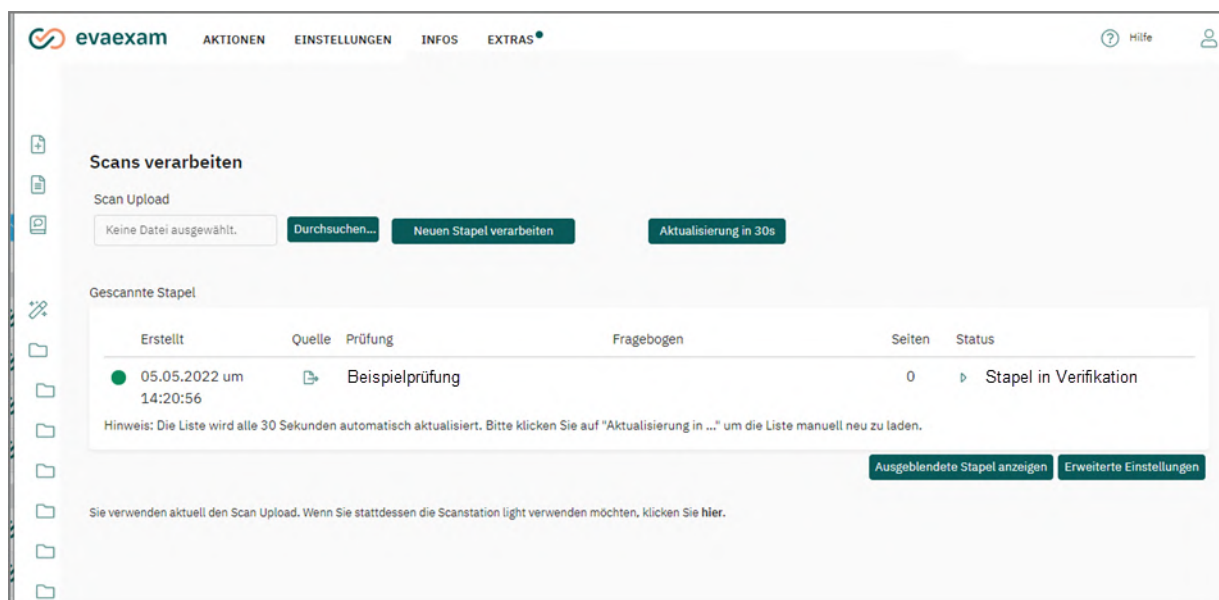 evaexam AKTIONEN EINSTELLUNGEN INFOS EXTRAS Hilfe
Scans verarbeiten
Scan Upload
Keine Datei ausgewählt. Durchsuchen... Neuen Stapel verarbeiten Aktualisierung in 30s
Gescannte Stapel
Erstellt Quelle Prüfung Fragebogen Seiten Status
05.05.2022 um Beispielprüfung 0 Stapel in Verifikation
14:20:56
Hinweis: Die Liste wird alle 30 Sekunden automatisch aktualisiert. Bitte klicken Sie auf "Aktualisierung in ..." um die Liste manuell neu zu laden.
Ausgeblendete Stapel anzeigen Erweiterte Einstellungen
Sie verwenden aktuell den Scan Upload. Wenn Sie stattdessen die Scanstation light verwenden möchten, klicken Sie hier.